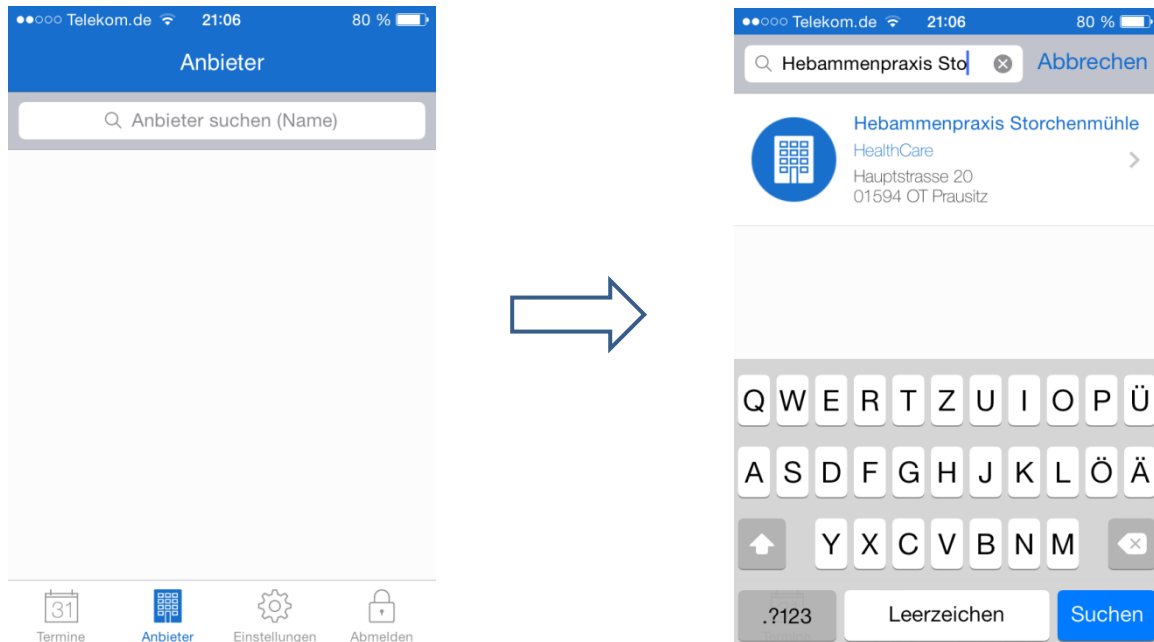 Telekom.de 21:06 80 %
Anbieter
Anbieter suchen (Name)
31
Termine Anbieter Einstellungen Abmelden
Telekom.de 21:06 80 %
Hebammenpraxis Sto Abbrechen
Hebammenpraxis Storchenmühle
HealthCare
Hauptstrasse 20
01594 OT Prausitz
Q W E R T Z U I O P Ü
A S D F G H J K L Ö Ä
Y X C V B N M
.?123 Leerzeichen Suchen